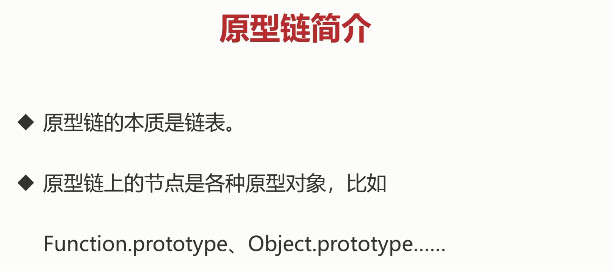 原型链简介
◆ 原型链的本质是链表。
◆ 原型链上的节点是各种原型对象，比如
Function.prototype、Object.prototype......